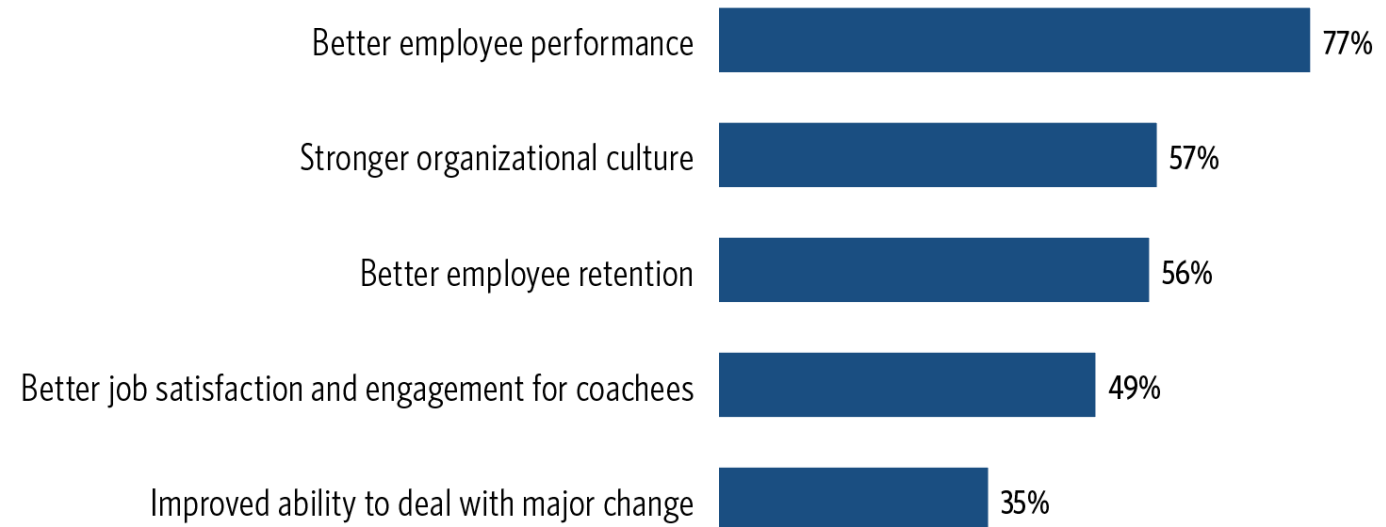 Better employee performance 77%
Stronger organizational culture 57%
Better employee retention 56%
Better job satisfaction and engagement for coachees 49%
Improved ability to deal with major change 35%